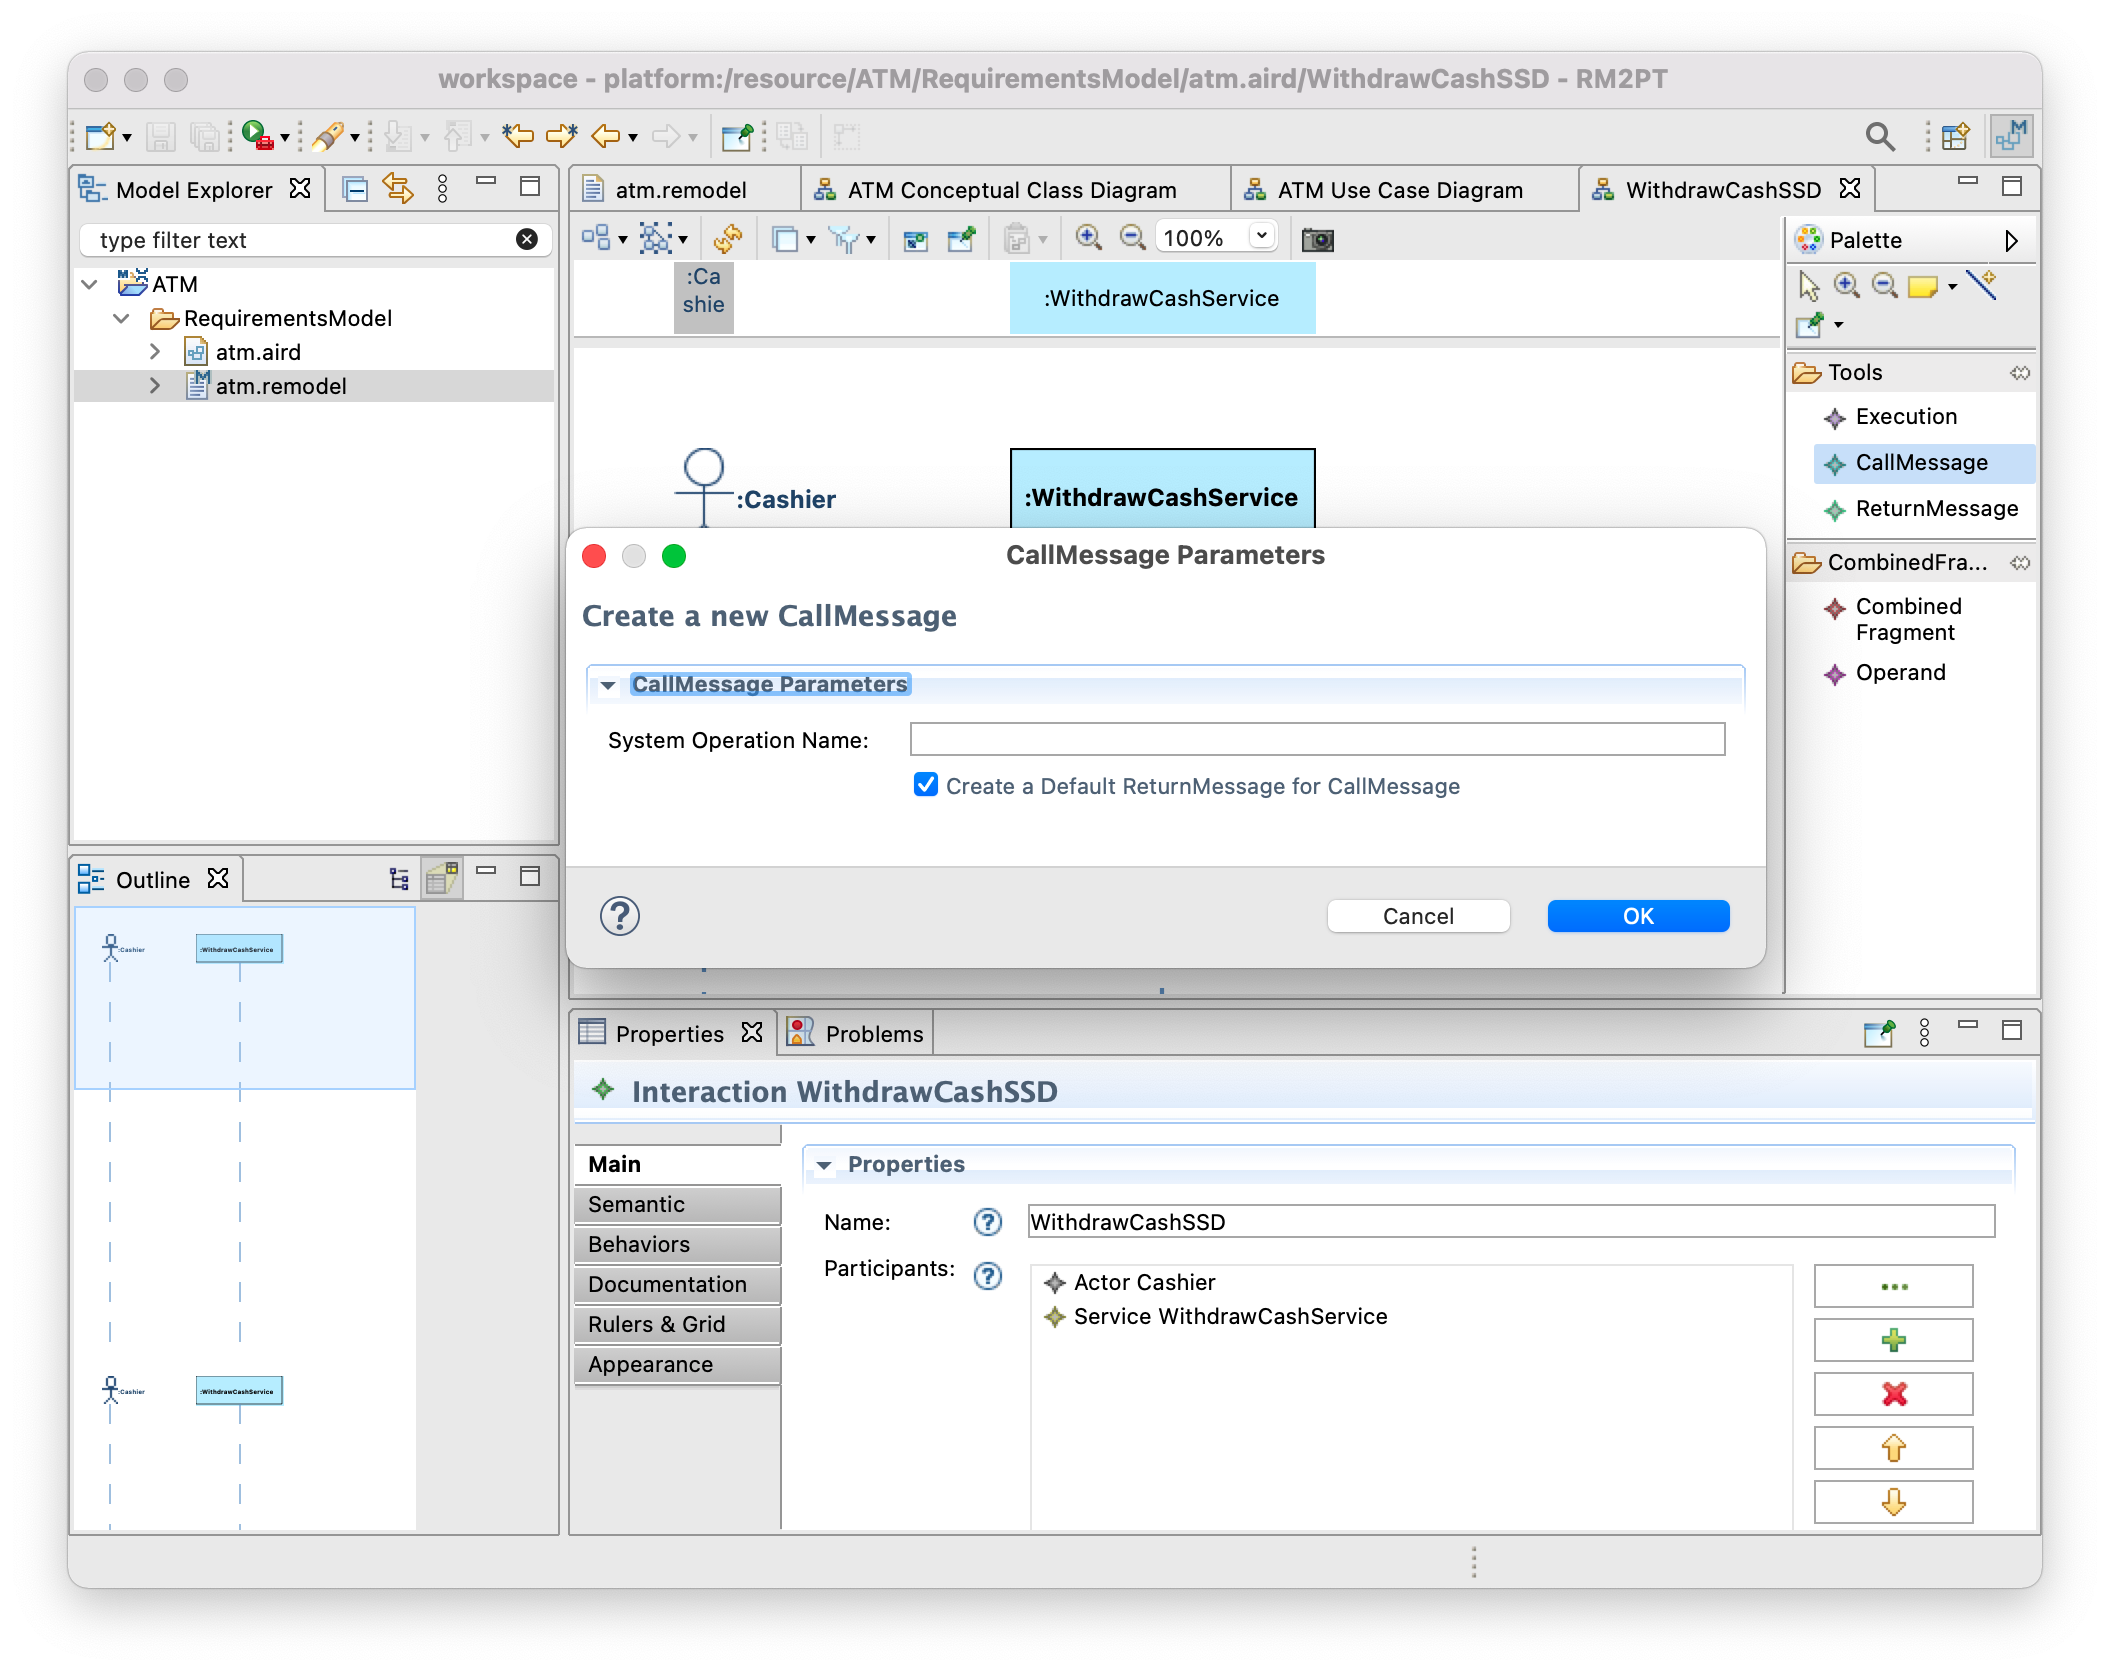 workspace - platform:/resource/ATM/RequirementsModel/atm.aird/WithdrawCashSSD - RM2PT
Model Explorer
type filter text
ATM
RequirementsModel
atm.aird
atm.remodel
atm.remodel
ATM Conceptual Class Diagram
ATM Use Case Diagram
WithdrawCashSSD
100%
:Ca
shie
:WithdrawCashService
:Cashier
:WithdrawCashService
Palette
Tools
Execution
CallMessage
ReturnMessage
CombinedFra...
Combined
Fragment
Operand
CallMessage Parameters
Create a new CallMessage
CallMessage Parameters
System Operation Name:
Create a Default ReturnMessage for CallMessage
Cancel
OK
Outline
:Cashier
:WithdrawCashService
:Cashier
:WithdrawCashService
Properties
Problems
Interaction WithdrawCashSSD
Main
Semantic
Behaviors
Documentation
Rulers & Grid
Appearance
Properties
Name:
WithdrawCashSSD
Participants:
Actor Cashier
Service WithdrawCashService